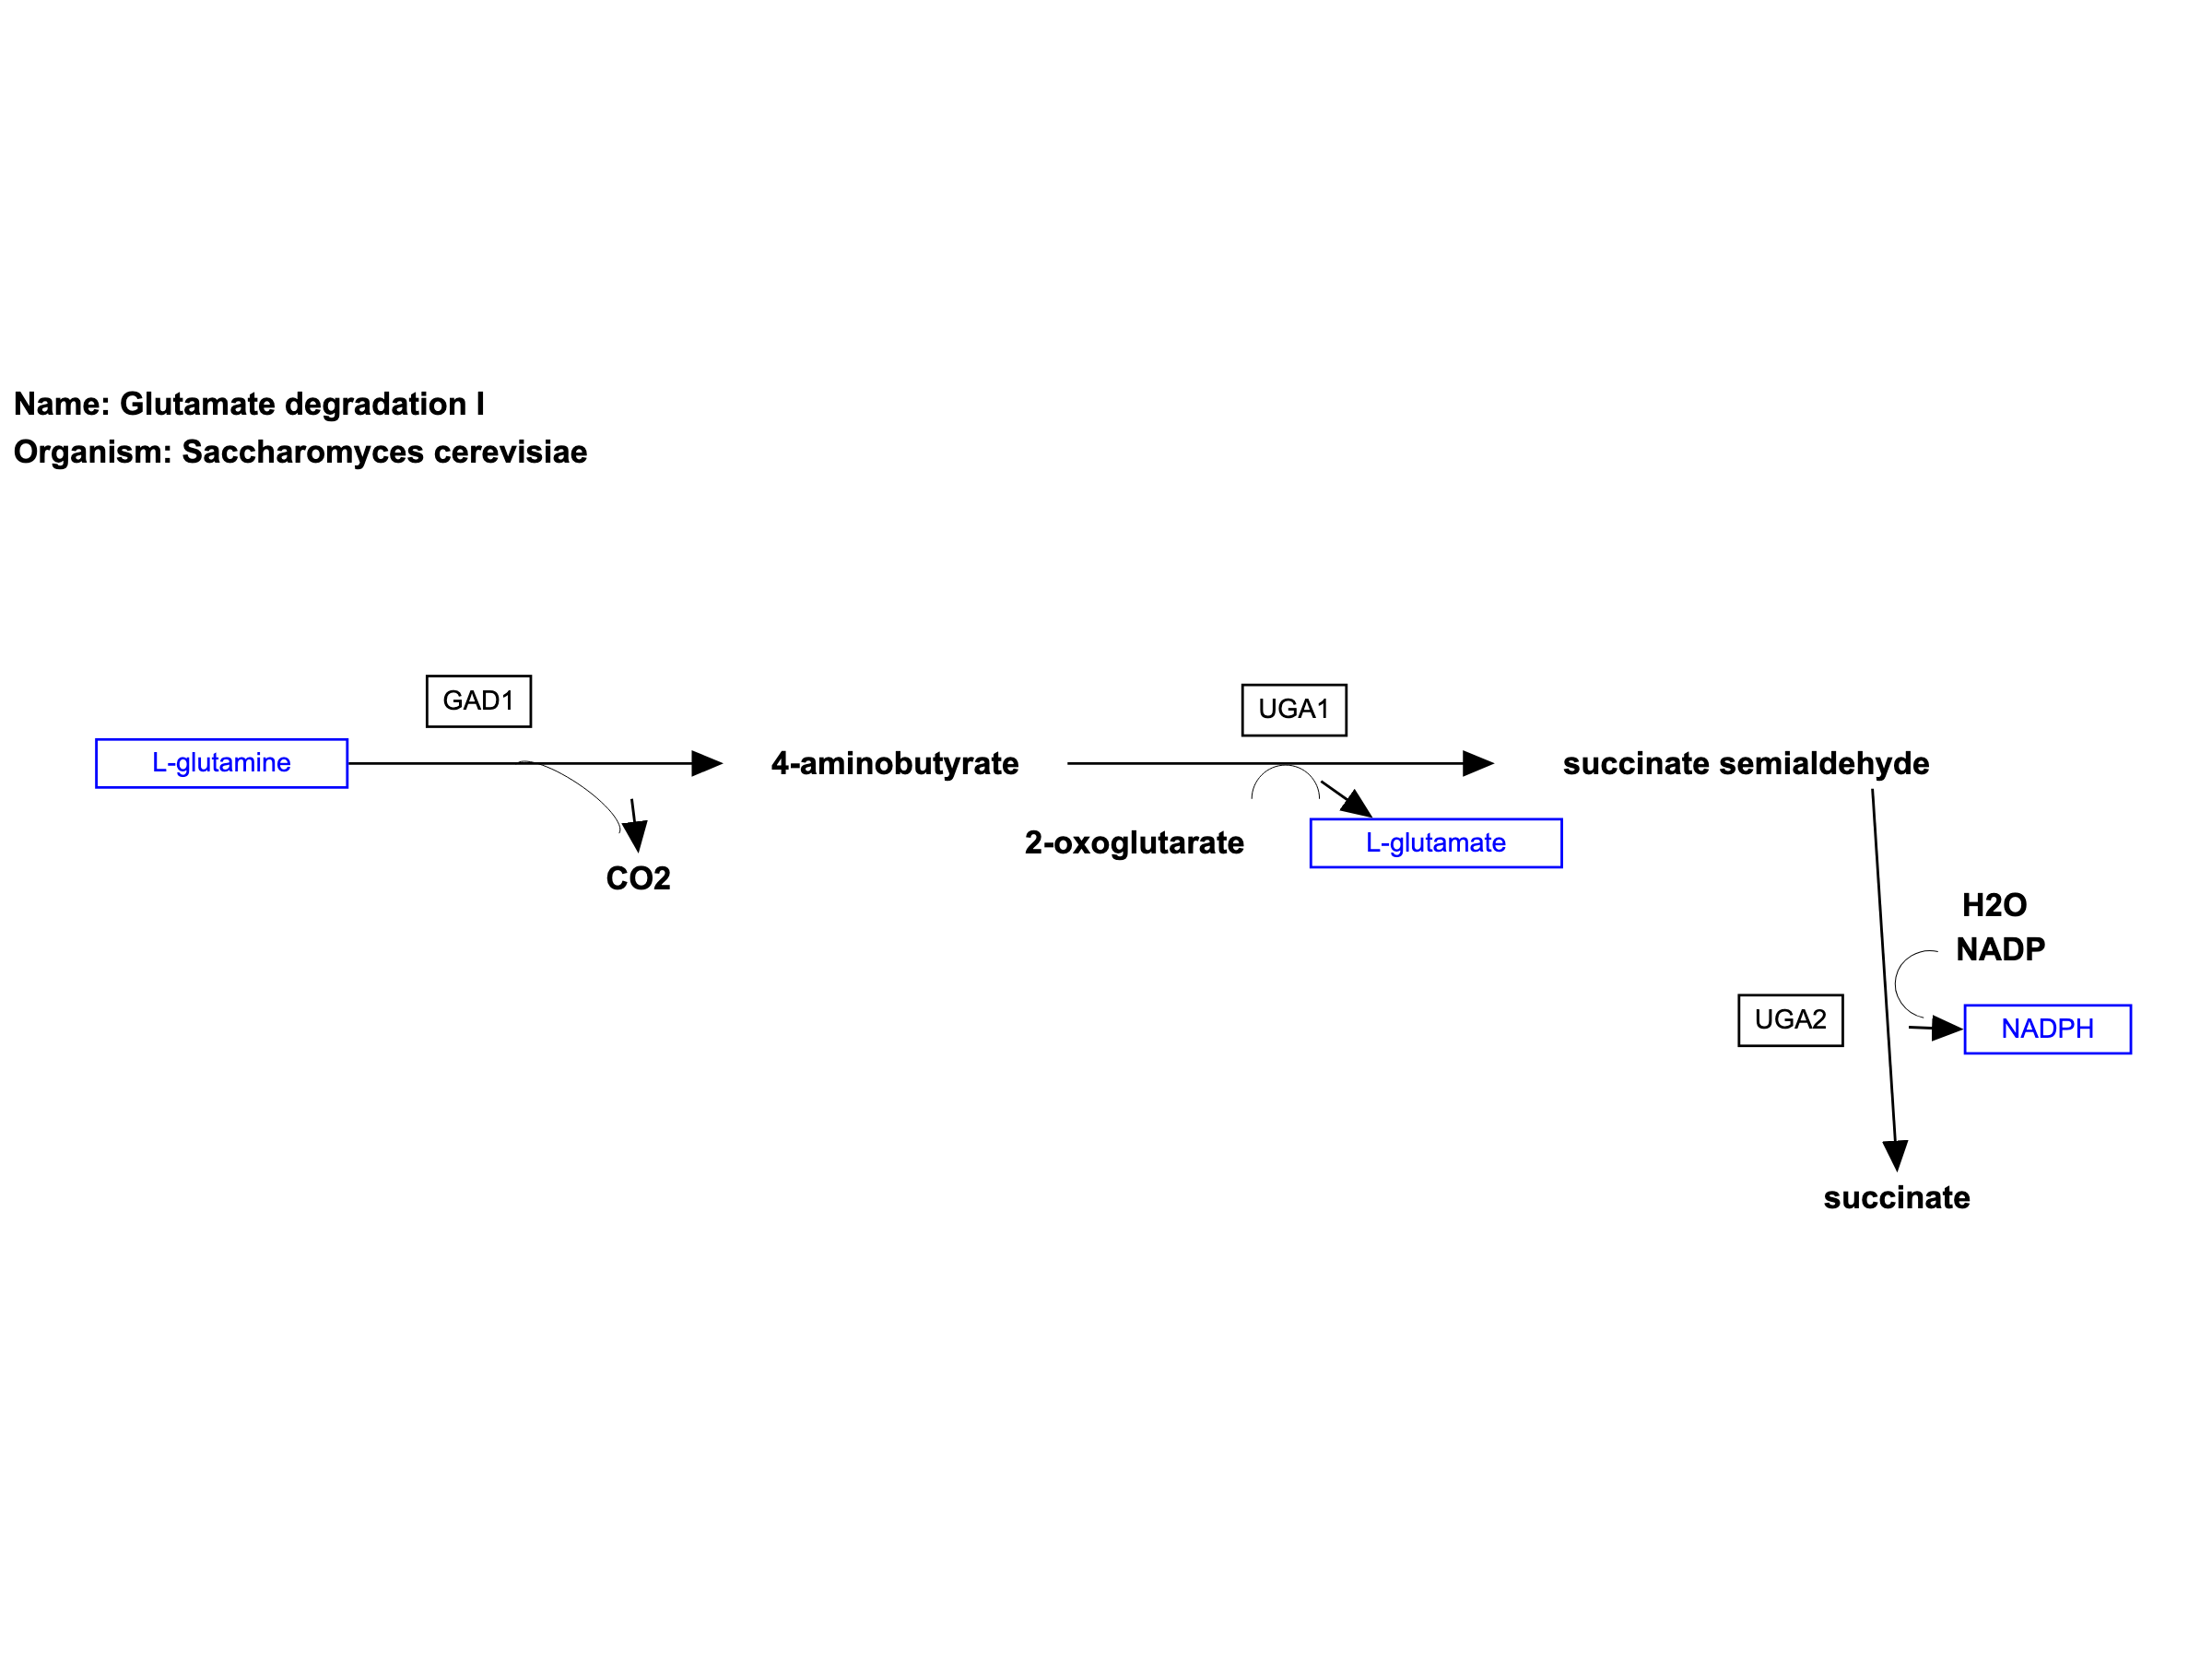 Name: Glutamate degradation I
Organism: Saccharomyces cerevisiae
GAD1
UGA1
L-glutamine
4-aminobutyrate
succinate semialdehyde
2-oxoglutarate
L-glutamate
CO2
H2O
NADP
UGA2
NADPH
succinate